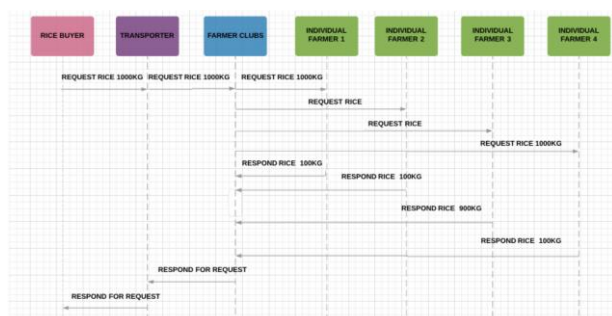 RICE BUYER
TRANSPORTER
FARMER CLUBS
INDIVIDUAL
FARMER 1
INDIVIDUAL
FARMER 2
INDIVIDUAL
FARMER 3
INDIVIDUAL
FARMER 4
REQUEST RICE 1000KG
REQUEST RICE 1000KG
REQUEST RICE 1000KG
REQUEST RICE
REQUEST RICE
REQUEST RICE 1000KG
RESPOND RICE 100KG
RESPOND RICE 100KG
RESPOND RICE 900KG
RESPOND RICE 100KG
RESPOND FOR REQUEST
RESPOND FOR REQUEST